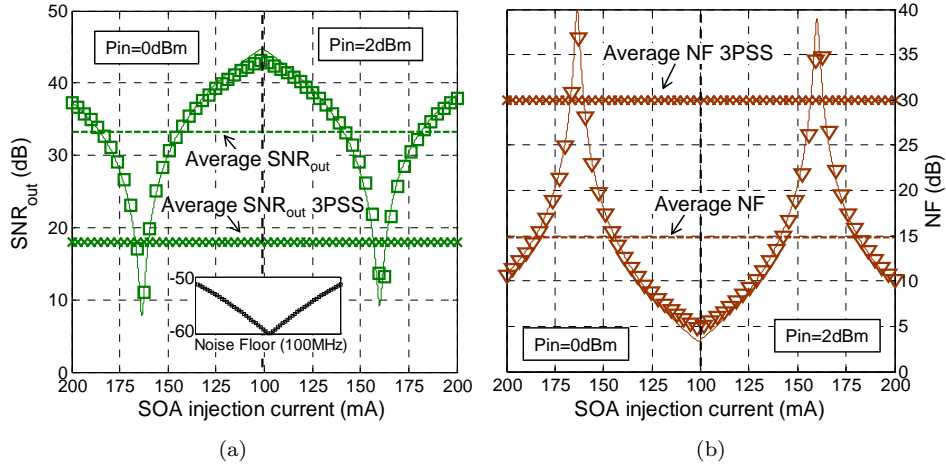 50
40
30
20
10
0
SNRout (dB)
Pin=0dBm
Pin=2dBm
Average SNRout
Average SNRout 3PSS
-50
-60
Noise Floor (100MHz)
200 175 150 125 100 125 150 175 200
SOA injection current (mA)
(a)
40
35
30
25
20
15
10
5
0
NF (dB)
Average NF 3PSS
Average NF
Pin=0dBm
Pin=2dBm
200 175 150 125 100 125 150 175 200
SOA injection current (mA)
(b)